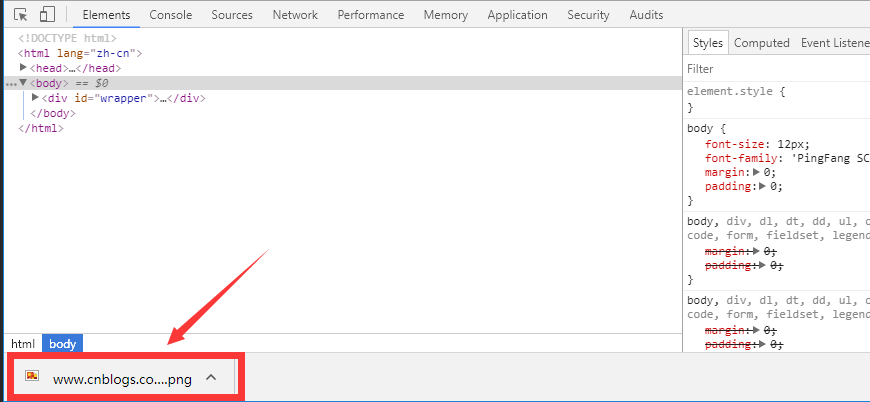 Elements Console Sources Network Performance Memory Application Security Audits
<!DOCTYPE html>
<html lang="zh-cn">
<head>…</head>
<body> == $0
<div id="wrapper">…</div>
</body>
</html>
html body
Styles Computed Event Listene
Filter
element.style {
}
body {
font-size: 12px;
font-family: 'PingFang SC
margin: 0;
padding: 0;
}
body, div, dl, dt, dd, ul, o
code, form, fieldset, legend
margin: 0;
padding: 0;
}
body, div, dl, dt, dd, ul, o
code, form, fieldset, legend
margin: 0;
padding: 0;
www.cnblogs.co....png